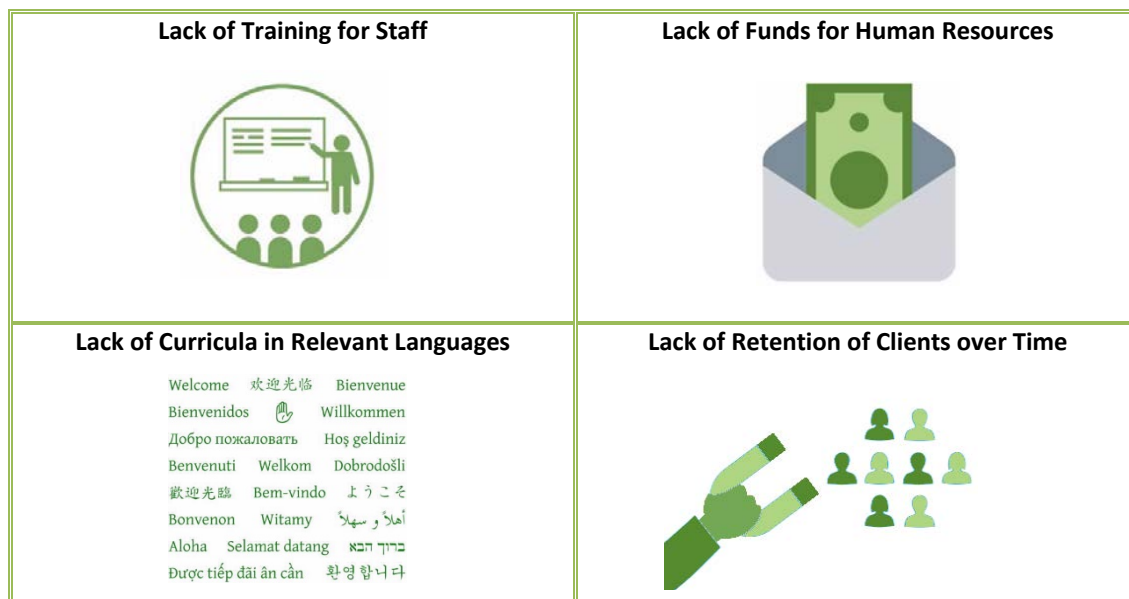 Lack of Training for Staff
Lack of Funds for Human Resources
Lack of Curricula in Relevant Languages
Welcome 欢迎光临 Bienvenue
Bienvenidos Willkommen
Добро пожаловать Hoş geldiniz
Benvenuti Welkom Dobrodošli
歡迎光臨 Bem-vindo ようこそ
Bonvenon Witamy أهلاً و سهلاً
Aloha Selamat datang ברוך הבא
Được tiếp đãi ân cần 환영합니다
Lack of Retention of Clients over Time